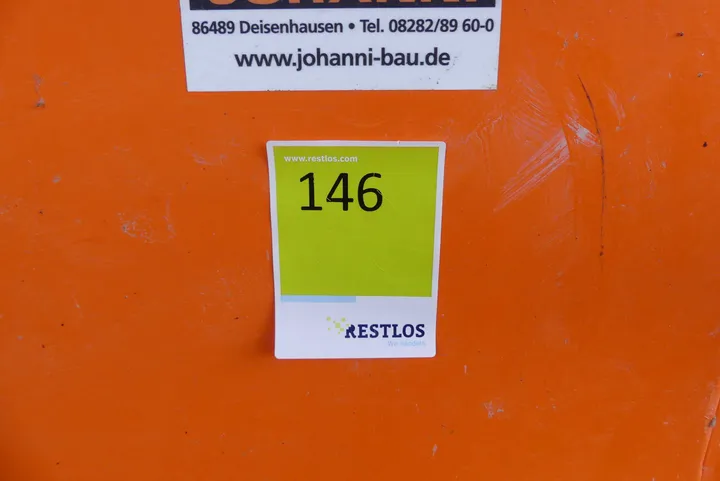 86489 Deisenhausen • Tel. 08282/89 60-0
www.johanni-bau.de
www.restlos.com
146
RESTLOS